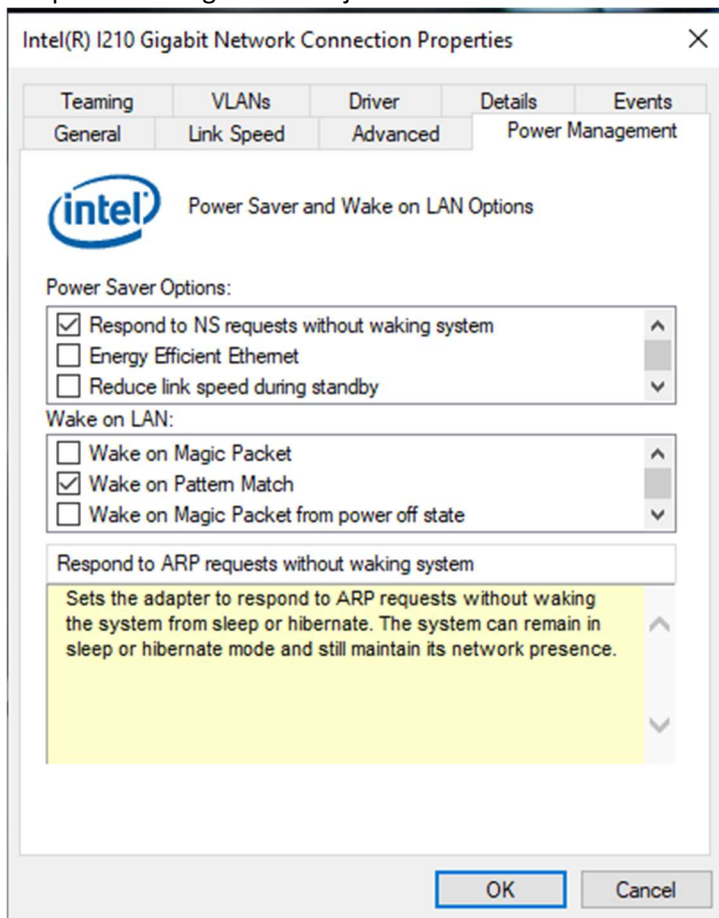 Intel(R) I210 Gigabit Network Connection Properties
Teaming VLANs Driver Details Events
General Link Speed Advanced Power Management
intel
Power Saver and Wake on LAN Options
Power Saver Options:
Respond to NS requests without waking system
Energy Efficient Ethernet
Reduce link speed during standby
Wake on LAN:
Wake on Magic Packet
Wake on Pattern Match
Wake on Magic Packet from power off state
Respond to ARP requests without waking system
Sets the adapter to respond to ARP requests without waking
the system from sleep or hibernate. The system can remain in
sleep or hibernate mode and still maintain its network presence.
OK Cancel